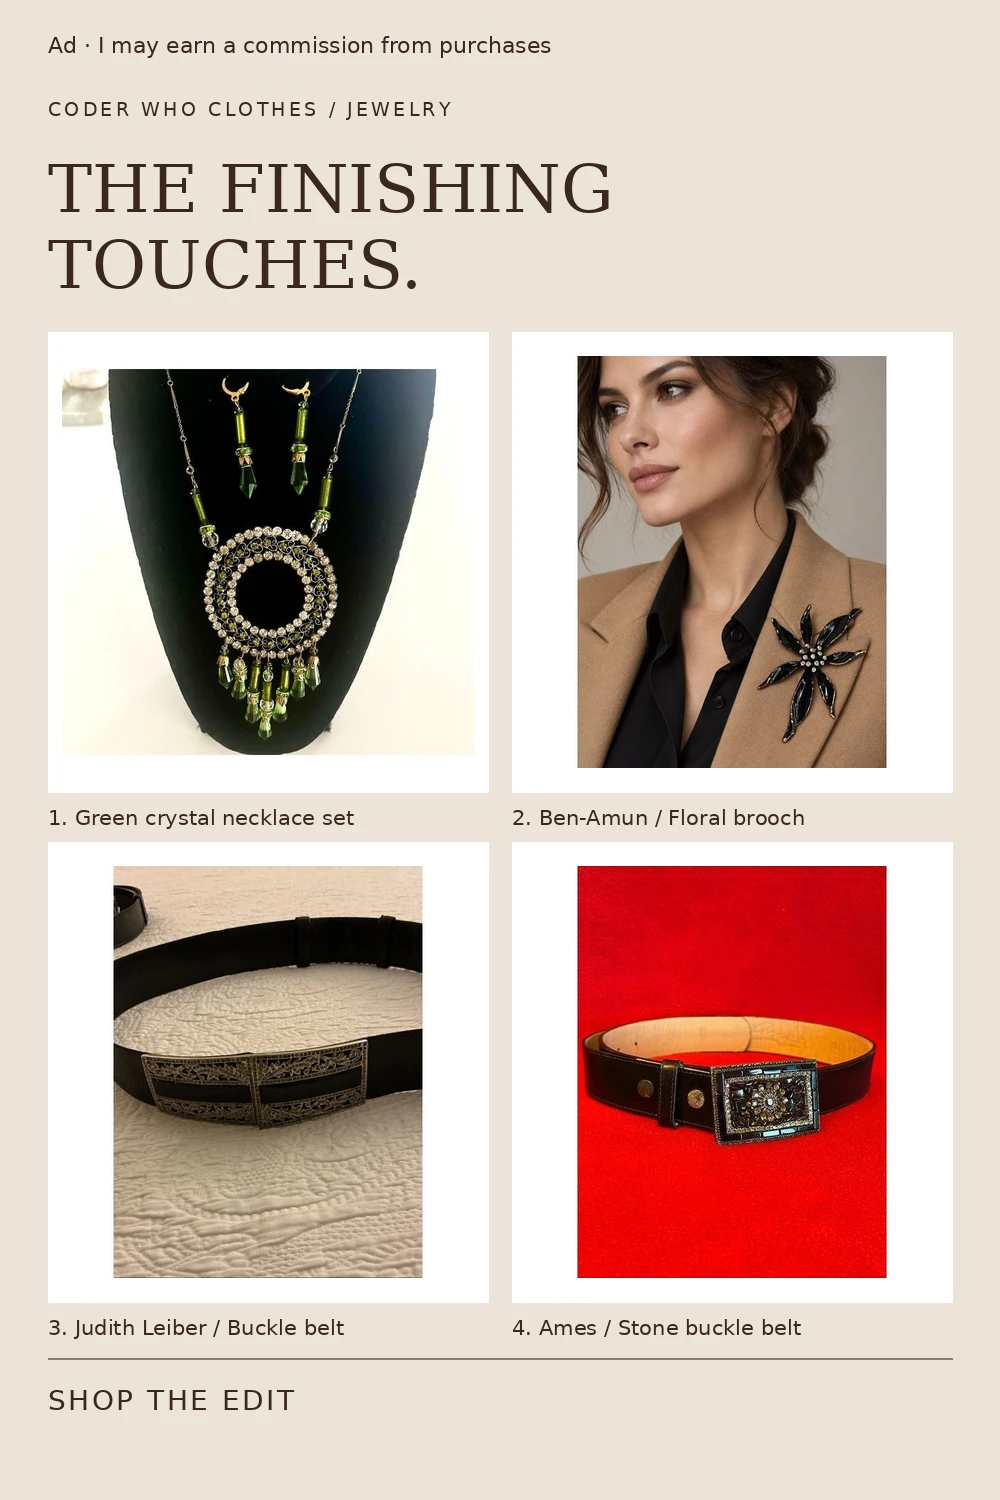 Ad · I may earn a commission from purchases
CODER WHO CLOTHES / JEWELRY
THE FINISHING
TOUCHES.
1. Green crystal necklace set
2. Ben-Amun / Floral brooch
3. Judith Leiber / Buckle belt
4. Ames / Stone buckle belt
SHOP THE EDIT